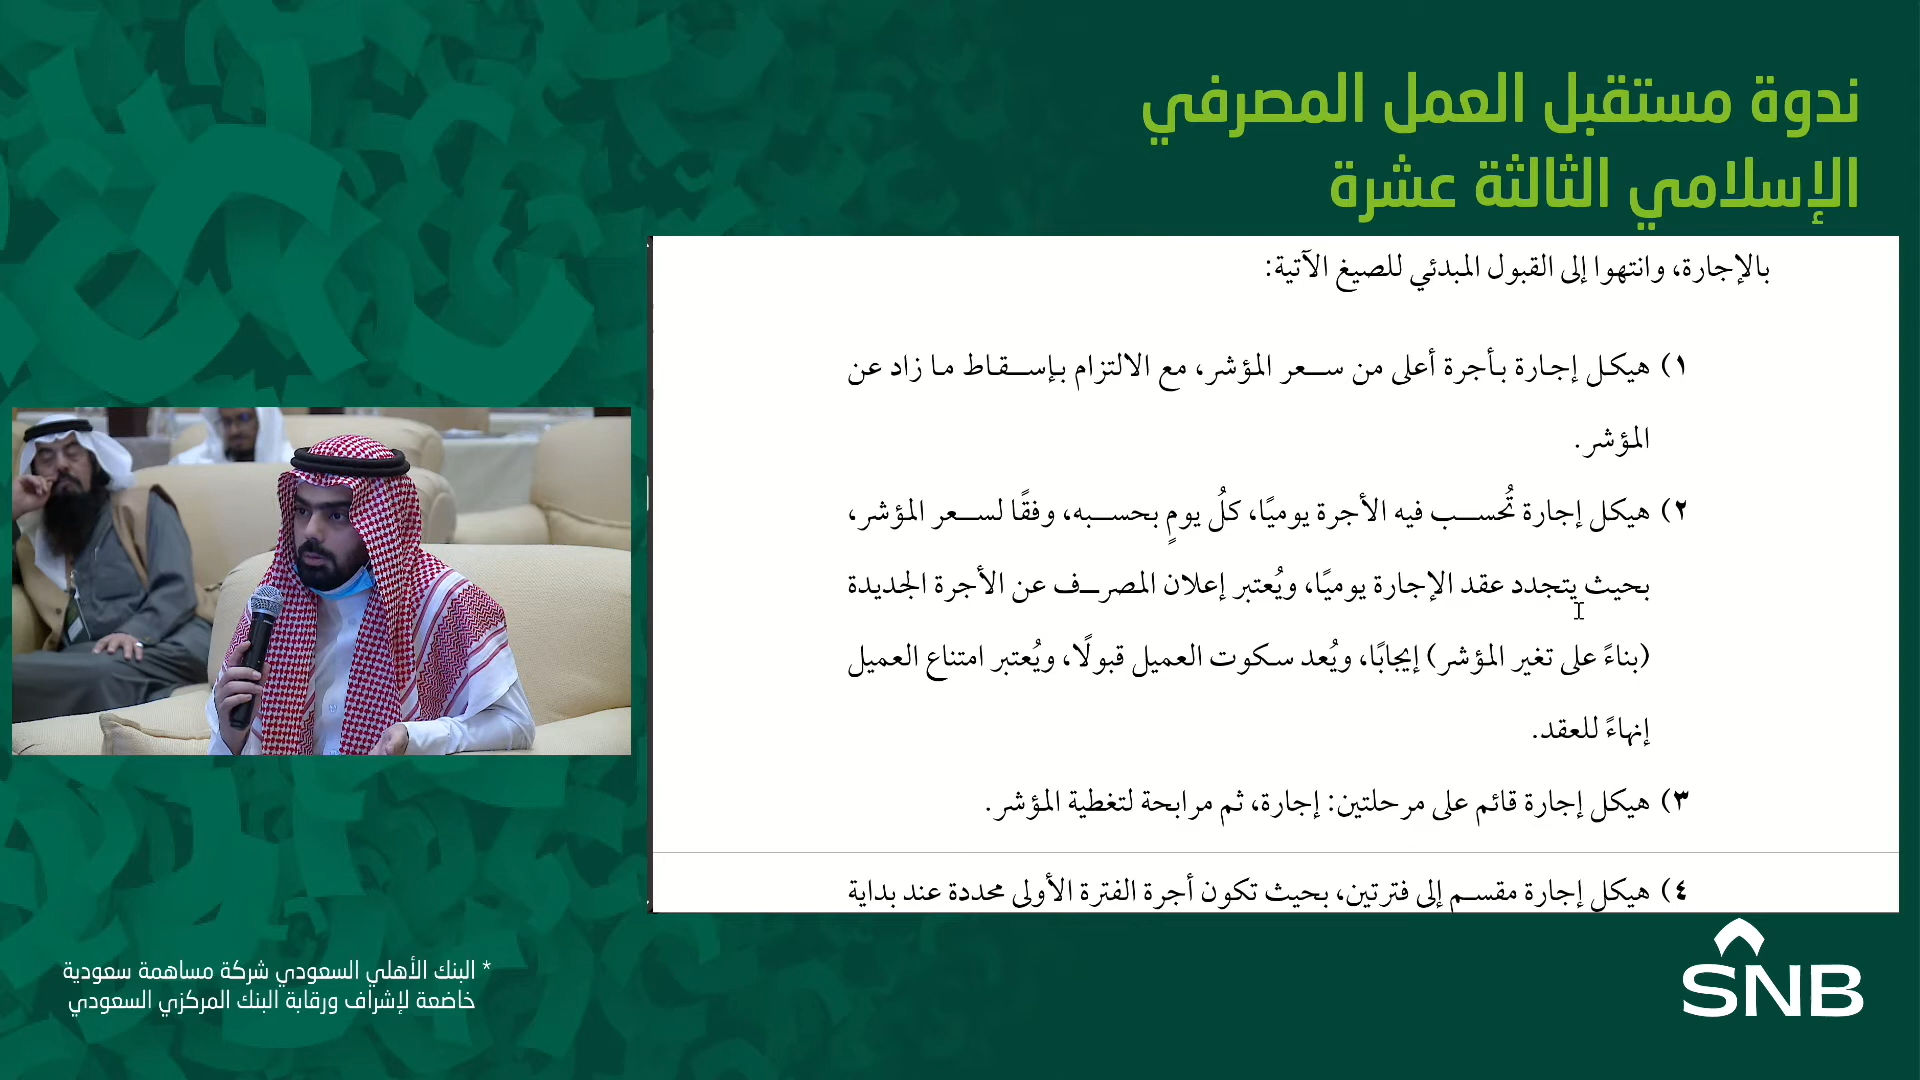 ندوة مستقبل العمل المصرفي
الإسلامي الثالثة عشرة
بالإجارة، وانتهوا إلى القبول المبدئي للصيغ الآتية:
١) هيكل إجارة بأجرة أعلى من سعر المؤشر، مع الالتزام بإسقاط ما زاد عن
المؤشر.
٢) هيكل إجارة تُحسب فيه الأجرة يوميًا، كلُ يومٍ بحسبه، وفقًا لسعر المؤشر،
بحيث يتجدد عقد الإجارة يوميًا، ويُعتبر إعلان المصرف عن الأجرة الجديدة
(بناءً على تغير المؤشر) إيجابًا، ويُعد سكوت العميل قبولًا، ويُعتبر امتناع العميل
إنهاءً للعقد.
٣) هيكل إجارة قائم على مرحلتين: إجارة، ثم مرابحة لتغطية المؤشر.
٤) هيكل إجارة مقسم إلى فترتين، بحيث تكون أجرة الفترة الأولى محددة عند بداية
* البنك الأهلي السعودي شركة مساهمة سعودية
خاضعة لإشراف ورقابة البنك المركزي السعودي
SNB